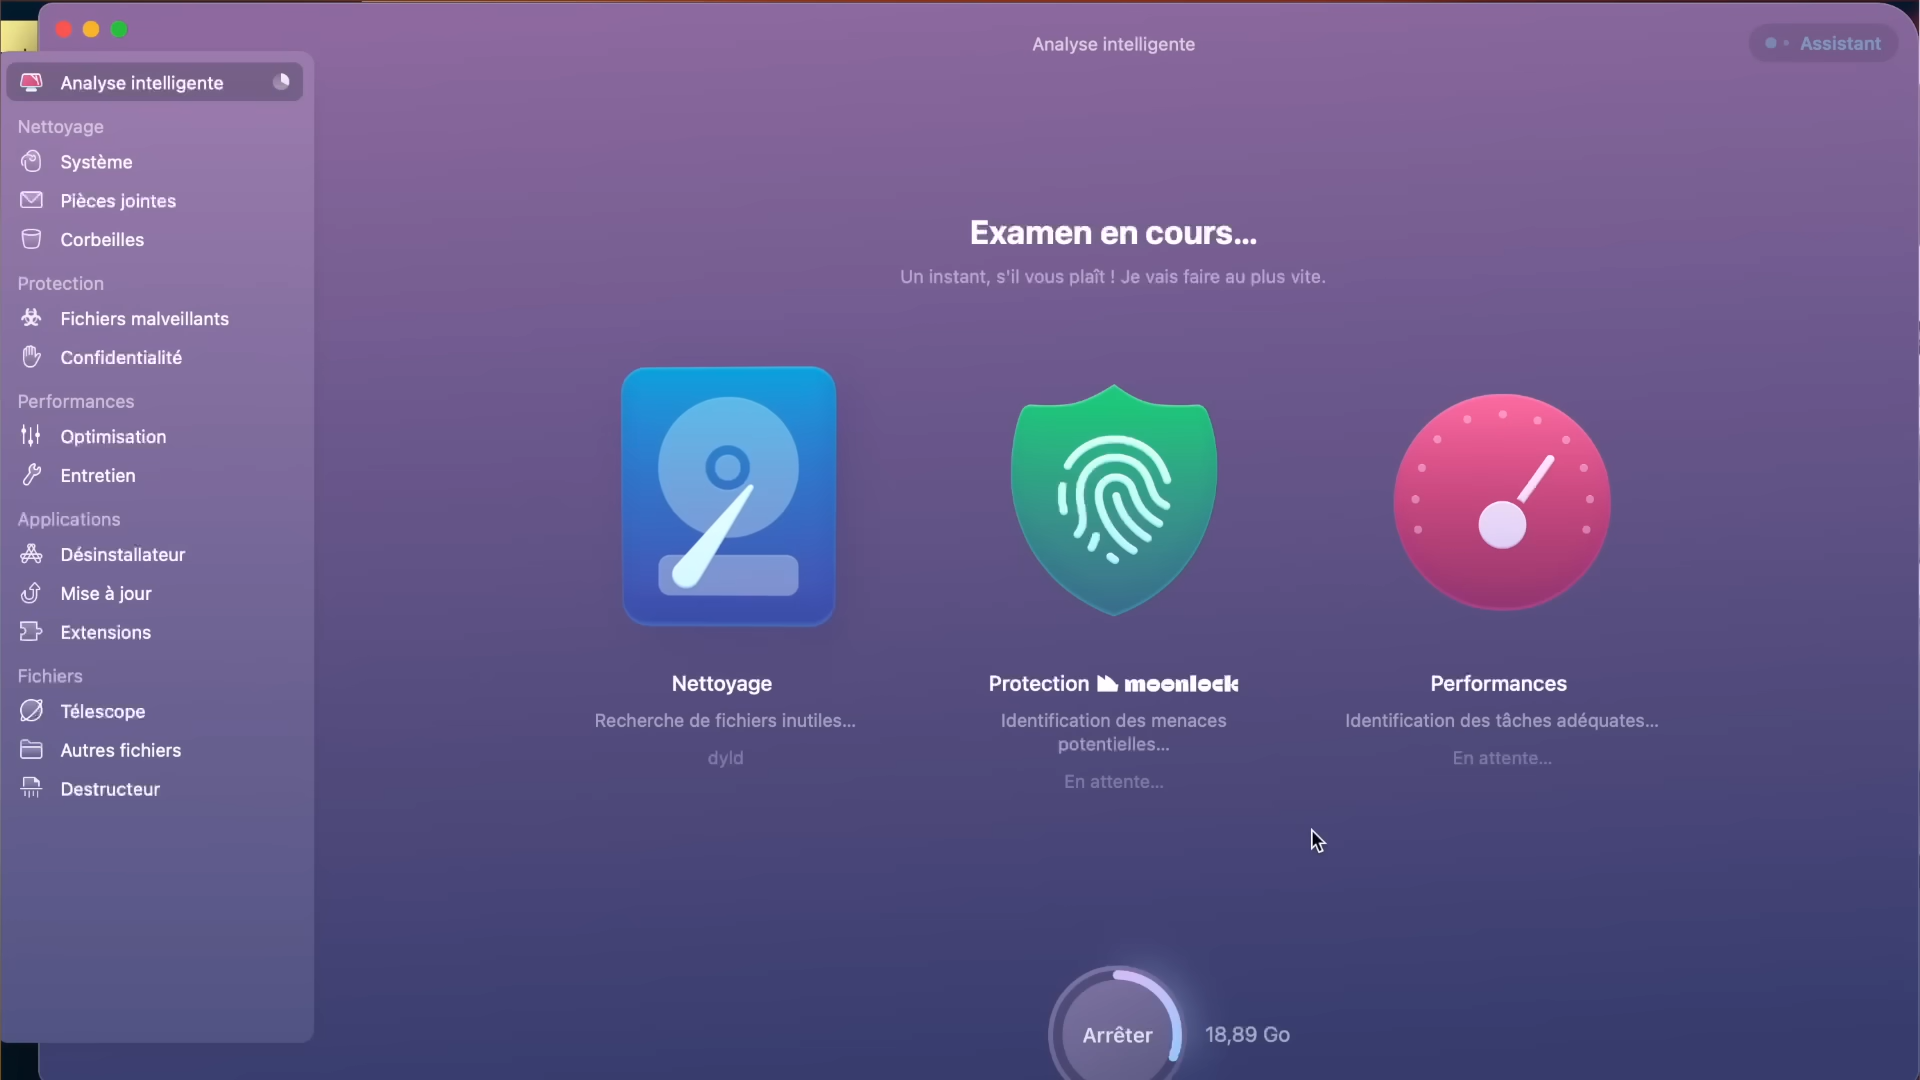 Analyse intelligente
Assistant
Analyse intelligente
Nettoyage
Système
Pièces jointes
Corbeilles
Protection
Fichiers malveillants
Confidentialité
Performances
Optimisation
Entretien
Applications
Désinstallateur
Mise à jour
Extensions
Fichiers
Télescope
Autres fichiers
Destructeur
Examen en cours...
Un instant, s'il vous plaît ! Je vais faire au plus vite.
Nettoyage
Recherche de fichiers inutiles...
dyld
Protection moonlock
Identification des menaces
potentielles...
En attente...
Performances
Identification des tâches adéquates...
En attente...
Arrêter
18,89 Go